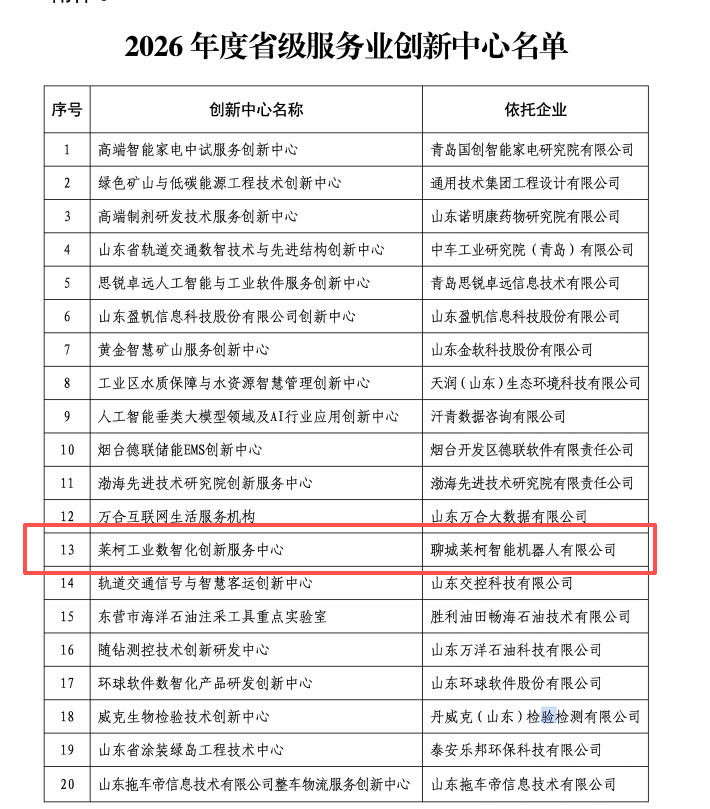 2026 年度省级服务业创新中心名单
序号 创新中心名称 依托企业
1 高端智能家电中试服务创新中心 青岛国创智能家电研究院有限公司
2 绿色矿山与低碳能源工程技术创新中心 通用技术集团工程设计有限公司
3 高端制剂研发技术服务创新中心 山东诺明康药物研究院有限公司
4 山东省轨道交通数智技术与先进结构创新中心 中车工业研究院（青岛）有限公司
5 思锐卓远人工智能与工业软件服务创新中心 青岛思锐卓远信息技术有限公司
6 山东盈帆信息科技股份有限公司创新中心 山东盈帆信息科技股份有限公司
7 黄金智慧矿山服务创新中心 山东金软科技股份有限公司
8 工业区水质保障与水资源智慧管理创新中心 天润（山东）生态环境科技有限公司
9 人工智能垂类大模型领域及AI行业应用创新中心 汗青数据咨询有限公司
10 烟台德联储能EMS创新中心 烟台开发区德联软件有限责任公司
11 渤海先进技术研究院创新服务中心 渤海先进技术研究院有限责任公司
12 万合互联网生活服务机构 山东万合大数据有限公司
13 莱柯工业数智化创新服务中心 聊城莱柯智能机器人有限公司
14 轨道交通信号与智慧客运创新中心 山东交控科技有限公司
15 东营市海洋石油注采工具重点实验室 胜利油田畅海石油技术有限公司
16 随钻测控技术创新研发中心 山东万洋石油科技有限公司
17 环球软件数智化产品研发创新中心 山东环球软件股份有限公司
18 威克生物检验技术创新中心 丹威克（山东）检验检测有限公司
19 山东省涂装绿岛工程技术中心 泰安乐邦环保科技有限公司
20 山东拖车帝信息技术有限公司整车物流服务创新中心 山东拖车帝信息技术有限公司